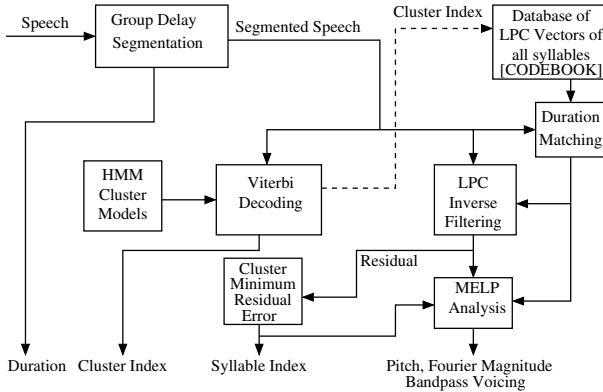 Speech
Group Delay
Segmentation
Segmented Speech
Cluster Index
Database of
LPC Vectors of
all syllables
[CODEBOOK]
Duration
Matching
HMM
Cluster
Models
Viterbi
Decoding
LPC
Inverse
Filtering
Residual
Cluster
Minimum
Residual
Error
MELP
Analysis
Duration
Cluster Index
Syllable Index
Pitch, Fourier Magnitude
Bandpass Voicing